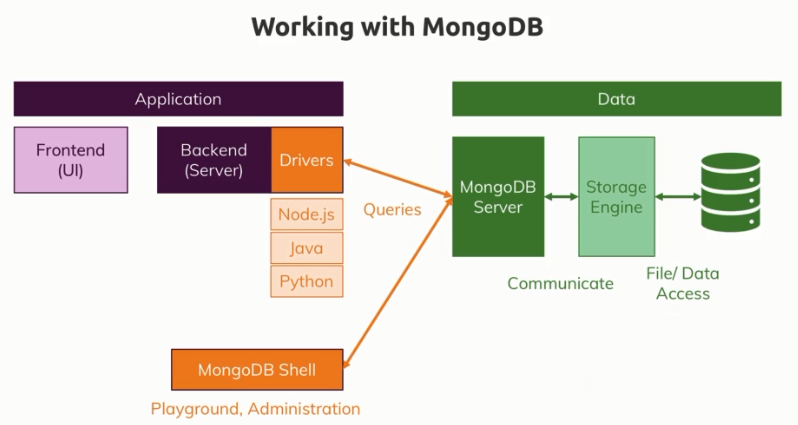 Working with MongoDB
Application
Data
Frontend
(UI)
Backend
(Server)
Drivers
Node.js
Java
Python
Queries
MongoDB
Server
Storage
Engine
Communicate
File/ Data
Access
MongoDB Shell
Playground, Administration